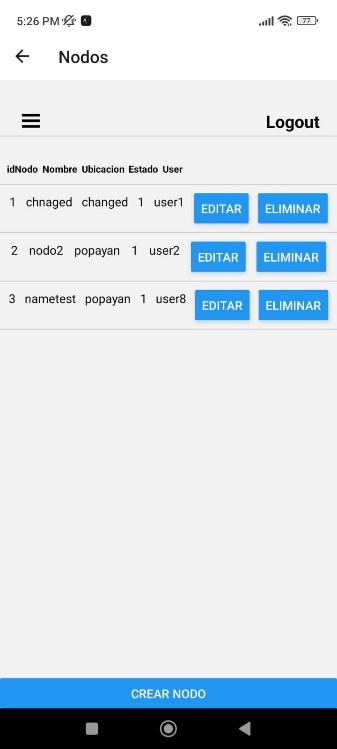 5:26 PM 77
Nodos
Logout
idNodo Nombre Ubicacion Estado User
1 chnaged changed 1 user1 EDITAR ELIMINAR
2 nodo2 popayan 1 user2 EDITAR ELIMINAR
3 nametest popayan 1 user8 EDITAR ELIMINAR
CREAR NODO